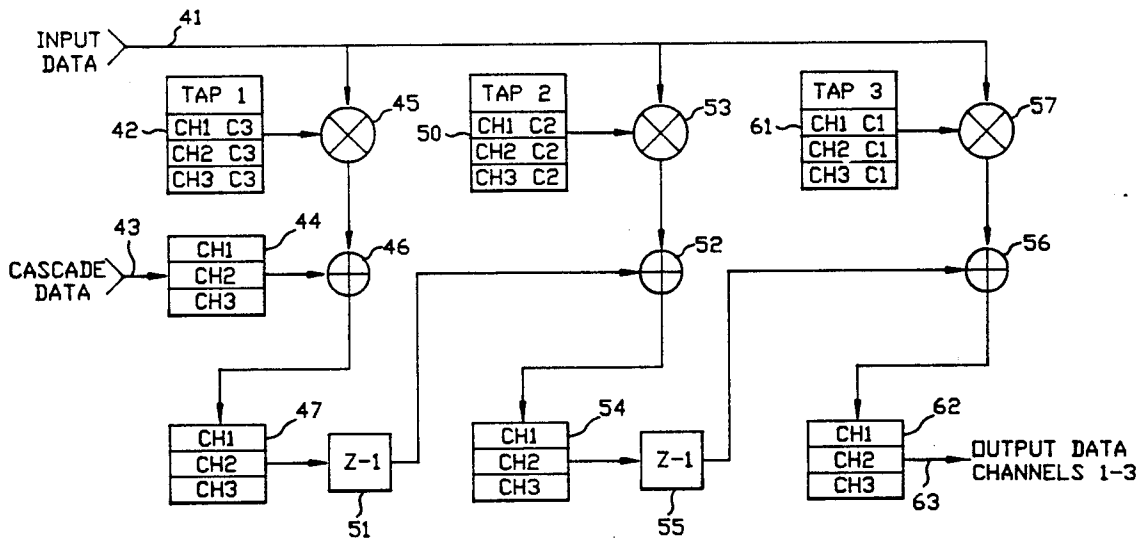 INPUT DATA
41
TAP 1
CH1 C3
CH2 C3
CH3 C3
42
45
TAP 2
CH1 C2
CH2 C2
CH3 C2
50
53
TAP 3
CH1 C1
CH2 C1
CH3 C1
61
57
CASCADE DATA
43
44
CH1
CH2
CH3
46
52
56
47
CH1
CH2
CH3
Z-1
51
54
CH1
CH2
CH3
Z-1
55
62
CH1
CH2
CH3
63
OUTPUT DATA
CHANNELS 1-3